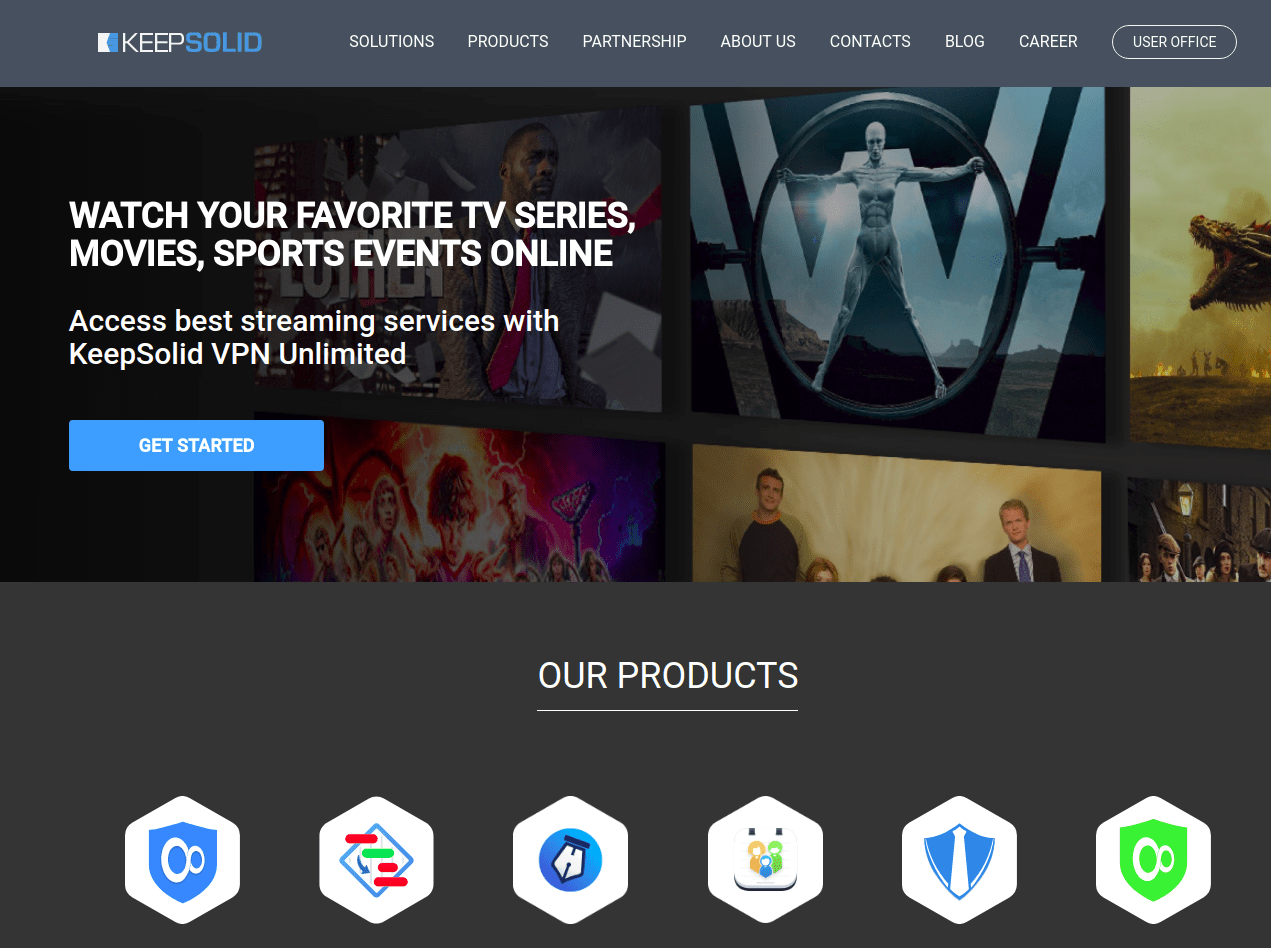 KEEPSOLID
SOLUTIONS
PRODUCTS
PARTNERSHIP
ABOUT US
CONTACTS
BLOG
CAREER
USER OFFICE
WATCH YOUR FAVORITE TV SERIES,
MOVIES, SPORTS EVENTS ONLINE
LUTHER
Access best streaming services with
KeepSolid VPN Unlimited
GET STARTED
OUR PRODUCTS